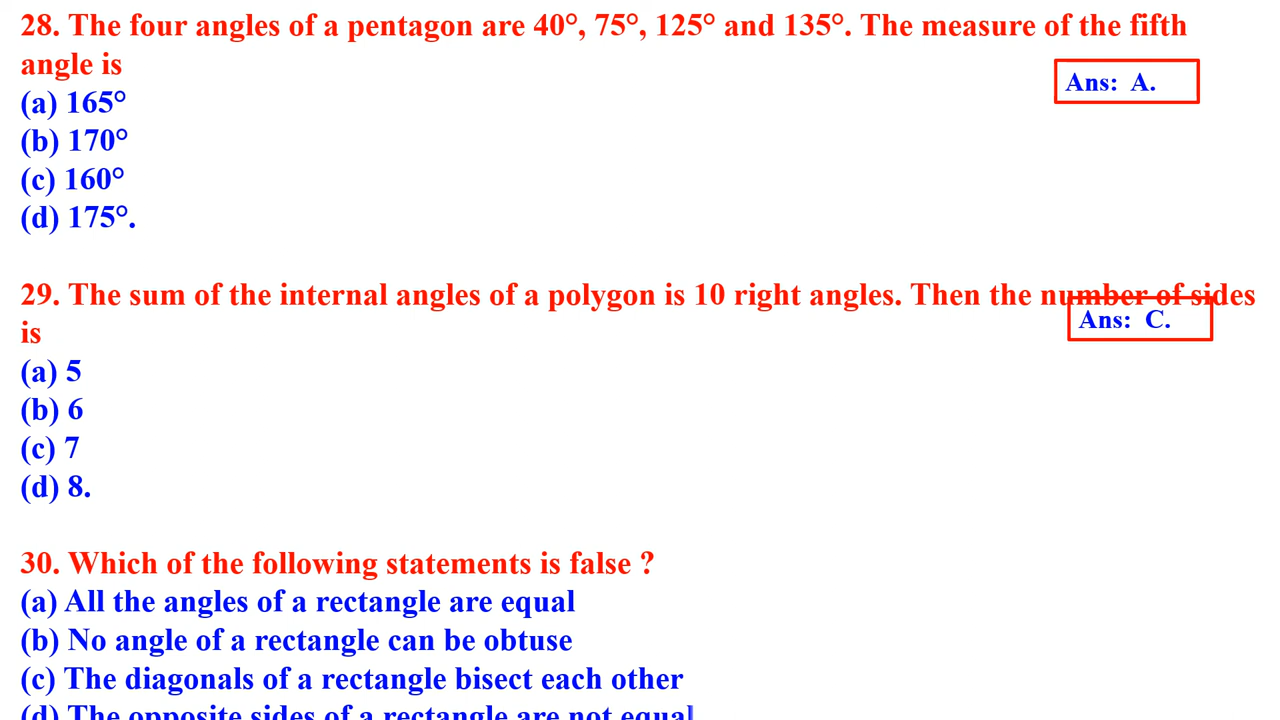 28. The four angles of a pentagon are 40°, 75°, 125° and 135°. The measure of the fifth
angle is
Ans: A.
(a) 165°
(b) 170°
(c) 160°
(d) 175°.
29. The sum of the internal angles of a polygon is 10 right angles. Then the number of sides
is
Ans: C.
(a) 5
(b) 6
(c) 7
(d) 8.
30. Which of the following statements is false ?
(a) All the angles of a rectangle are equal
(b) No angle of a rectangle can be obtuse
(c) The diagonals of a rectangle bisect each other
(d) The opposite sides of a rectangle are not equal